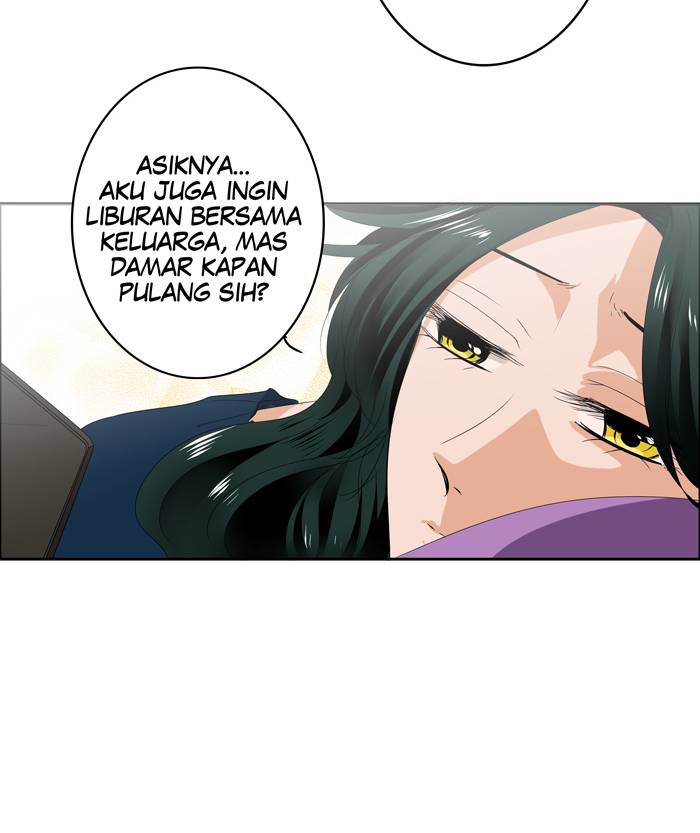 ASIKNYA...
AKU JUGA INGIN
LIBURAN BERSAMA
KELUARGA, MAS
DAMAR KAPAN
PULANG SIH?